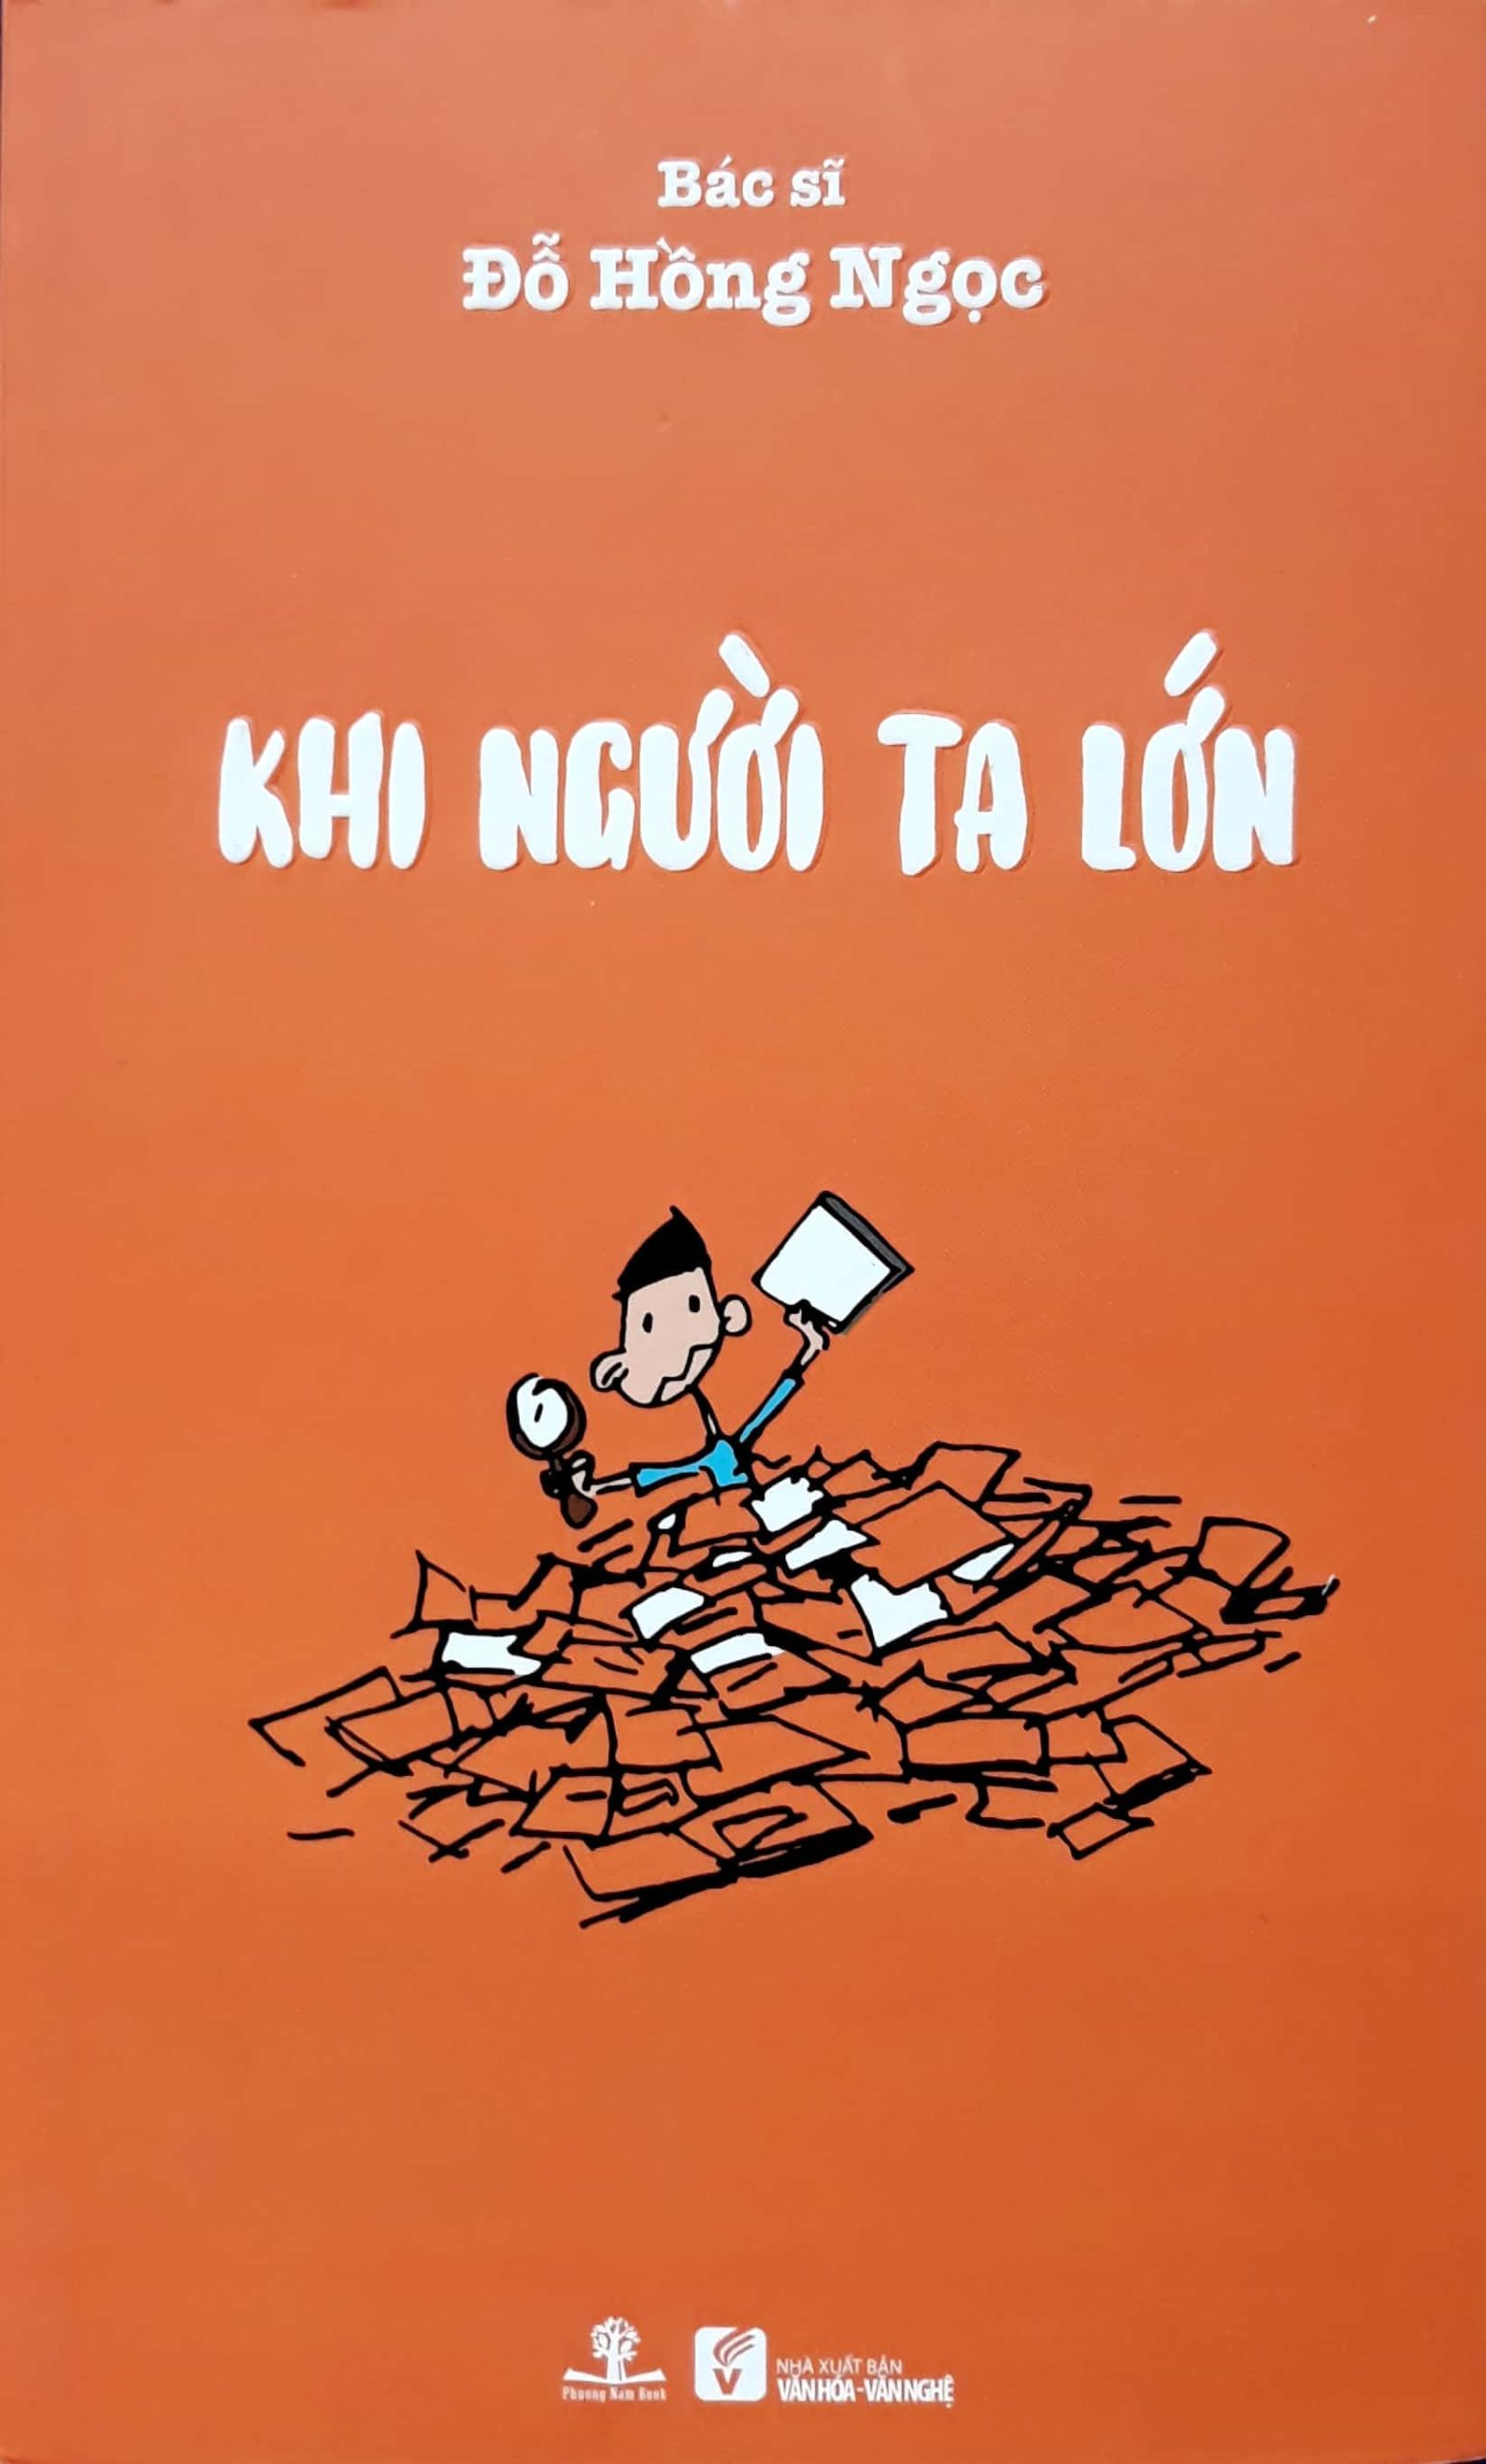 Bác sĩ
Đỗ Hồng Ngọc
KHI NGƯỜI TA LỚN
Phuong Nam Book
NHÀ XUẤT BẢN
VĂN HÓA-VĂN NGHỆ